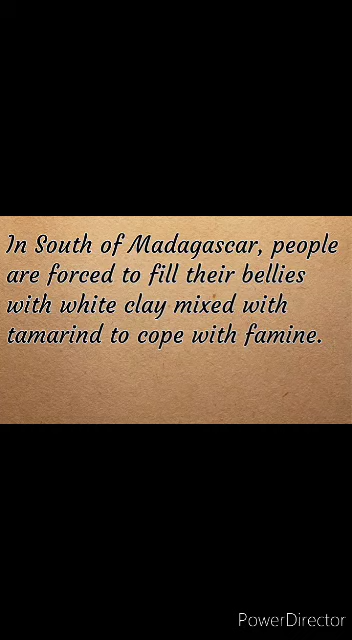 In South of Madagascar, people
are forced to fill their bellies
with white clay mixed with
tamarind to cope with famine.
PowerDirector